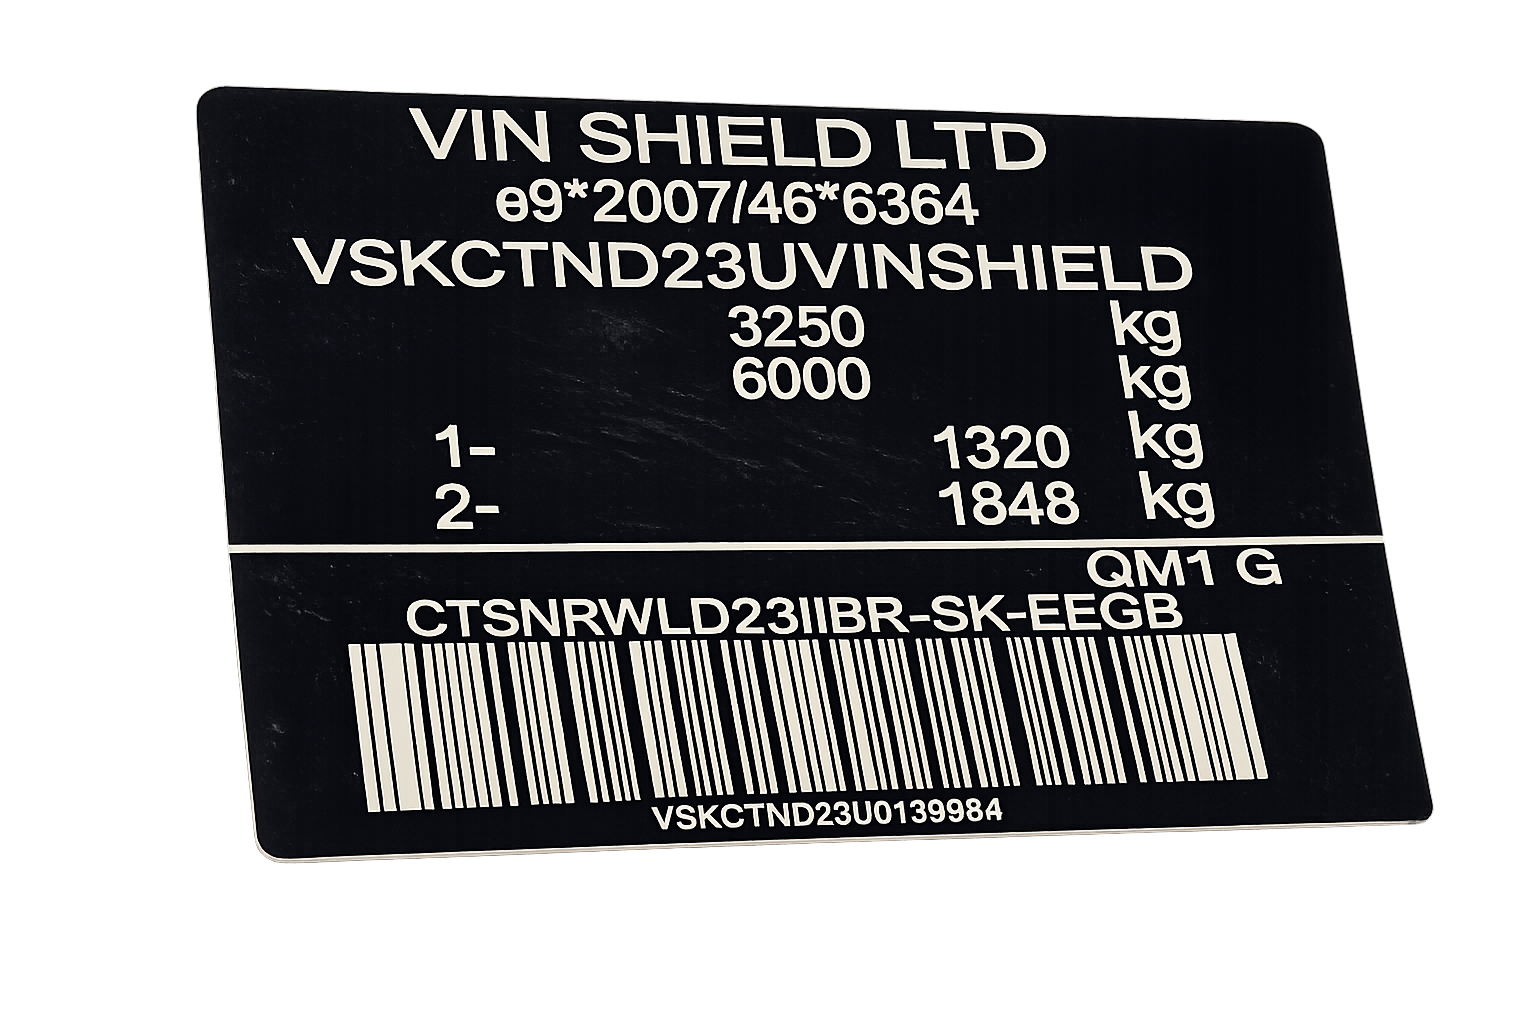 VIN SHIELD LTD
e9*2007/46*6364
VSKCTND23UVINSHIELD
3250 kg
6000 kg
1- 1320 kg
2- 1848 kg
QM1 G
CTSNRWLD23IIBR-SK-EEGB
VSKCTND23U0139984